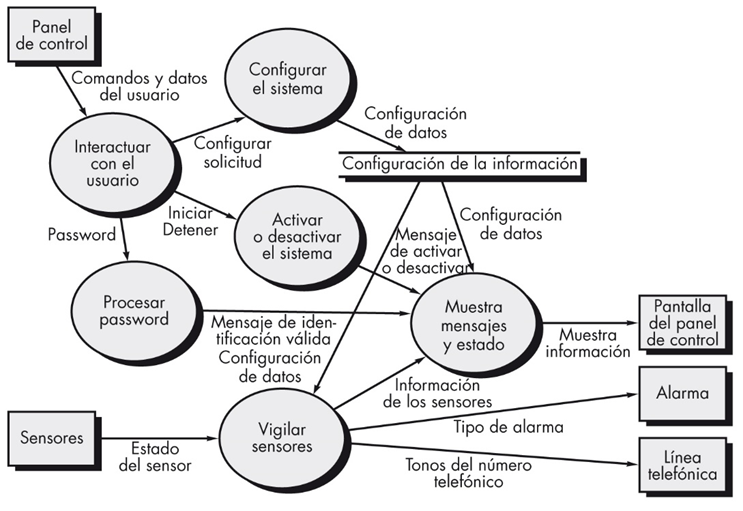 Panel
de control
Comandos y datos
del usuario
Configurar
el sistema
Configuración
de datos
Interactuar
con el
usuario
Configurar
solicitud
Configuración de la información
Iniciar
Detener
Password
Activar
o desactivar
el sistema
Mensaje
de activar
o desactivar
Configuración
de datos
Procesar
password
Mensaje de iden-
tificación válida
Configuración
de datos
Muestra
mensajes
y estado
Muestra
información
Pantalla
del panel
de control
Información
de los sensores
Sensores
Estado
del sensor
Vigilar
sensores
Tipo de alarma
Alarma
Tonos del número
telefónico
Línea
telefónica